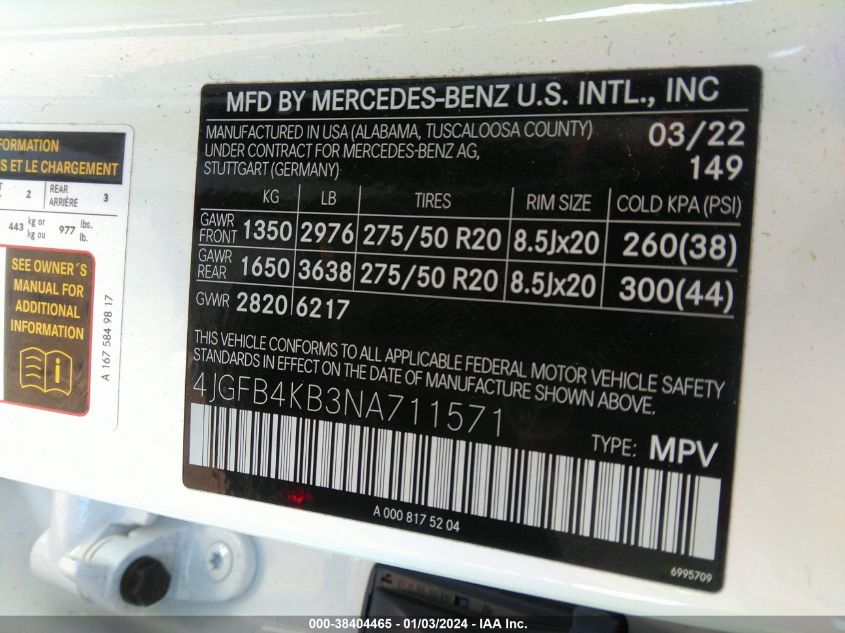 FORMATION
S ET LE CHARGEMENT
2 REAR ARRIÈRE 3
443 kg or kg ou 977 lbs. lb.
SEE OWNER´S
MANUAL FOR
ADDITIONAL
INFORMATION
A 167 584 98 17
MFD BY MERCEDES-BENZ U.S. INTL., INC
MANUFACTURED IN USA (ALABAMA, TUSCALOOSA COUNTY) 03/22
UNDER CONTRACT FOR MERCEDES-BENZ AG,
STUTTGART (GERMANY) 149
KG LB TIRES RIM SIZE COLD KPA (PSI)
GAWR FRONT 1350 2976 275/50 R20 8.5Jx20 260(38)
GAWR REAR 1650 3638 275/50 R20 8.5Jx20 300(44)
GVWR 2820 6217
THIS VEHICLE CONFORMS TO ALL APPLICABLE FEDERAL MOTOR VEHICLE SAFETY
STANDARDS IN EFFECT ON THE DATE OF MANUFACTURE SHOWN ABOVE.
4JGFB4KB3NA711571
TYPE: MPV
A 000 817 52 04
6995709
000-38404465 - 01/03/2024 - IAA Inc.